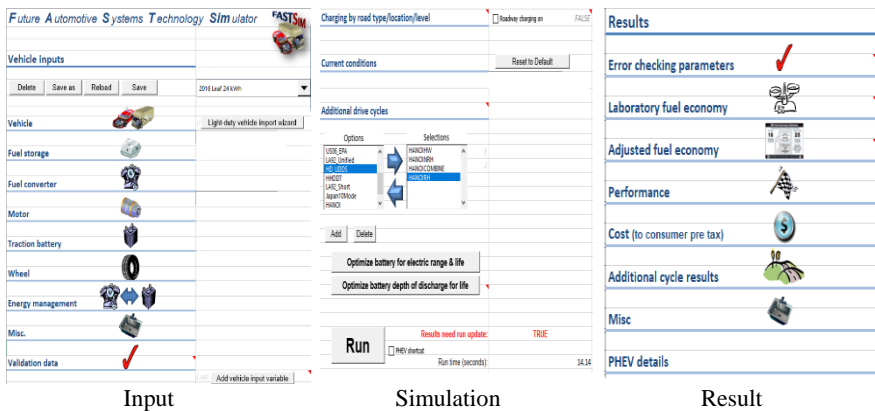 Future Automotive Systems Technology Simulator
FASTSim
Vehicle inputs
Delete Save as Reload Save
2016 Leaf 24 kWh
Vehicle
Light-duty vehicle import wizard
Fuel storage
Fuel converter
Motor
Traction battery
Wheel
Energy management
Misc.
Validation data
Add vehicle input variable
Input
Charging by road type/location/level
Roadway charging on
FALSE
Current conditions
Reset to Default
Additional drive cycles
Options
Selections
US06_EPA
LA92_Unified
HD_UDDS
HHDDT
LA92_Short
Japan10Mode
HANOI
HANOIHW
HANOINRH
HANOICOMBINE
HANOIRH
Add Delete
Optimize battery for electric range & life
Optimize battery depth of discharge for life
Run
Results need run update:
TRUE
PHEV shortcut
Run time (seconds):
14.14
Simulation
Results
Error checking parameters
Laboratory fuel economy
Adjusted fuel economy
Performance
Cost (to consumer pre tax)
Additional cycle results
Misc
PHEV details
Result